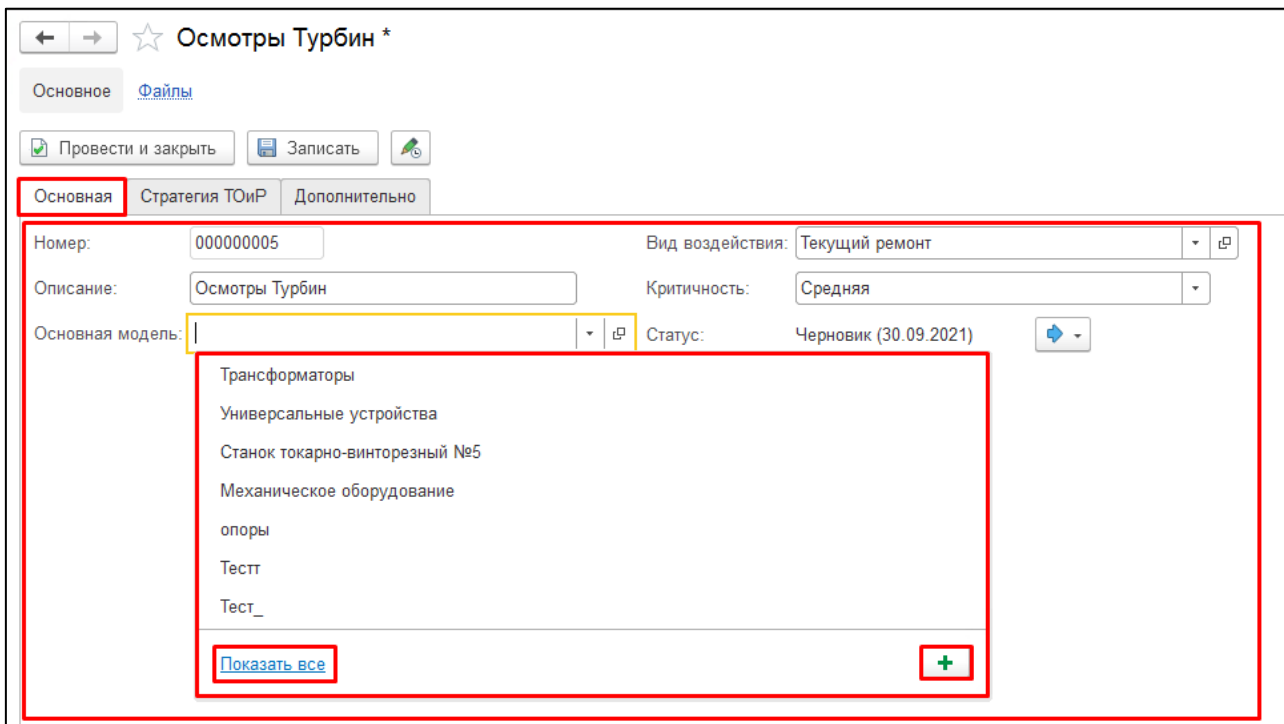 Осмотры Турбин *
Основное Файлы
Провести и закрыть Записать
Основная Стратегия ТОиР Дополнительно
Номер: 000000005 Вид воздействия: Текущий ремонт
Описание: Осмотры Турбин Критичность: Средняя
Основная модель: Статус: Черновик (30.09.2021)
Трансформаторы
Универсальные устройства
Станок токарно-винторезный №5
Механическое оборудование
опоры
Тестт
Тест_
Показать все